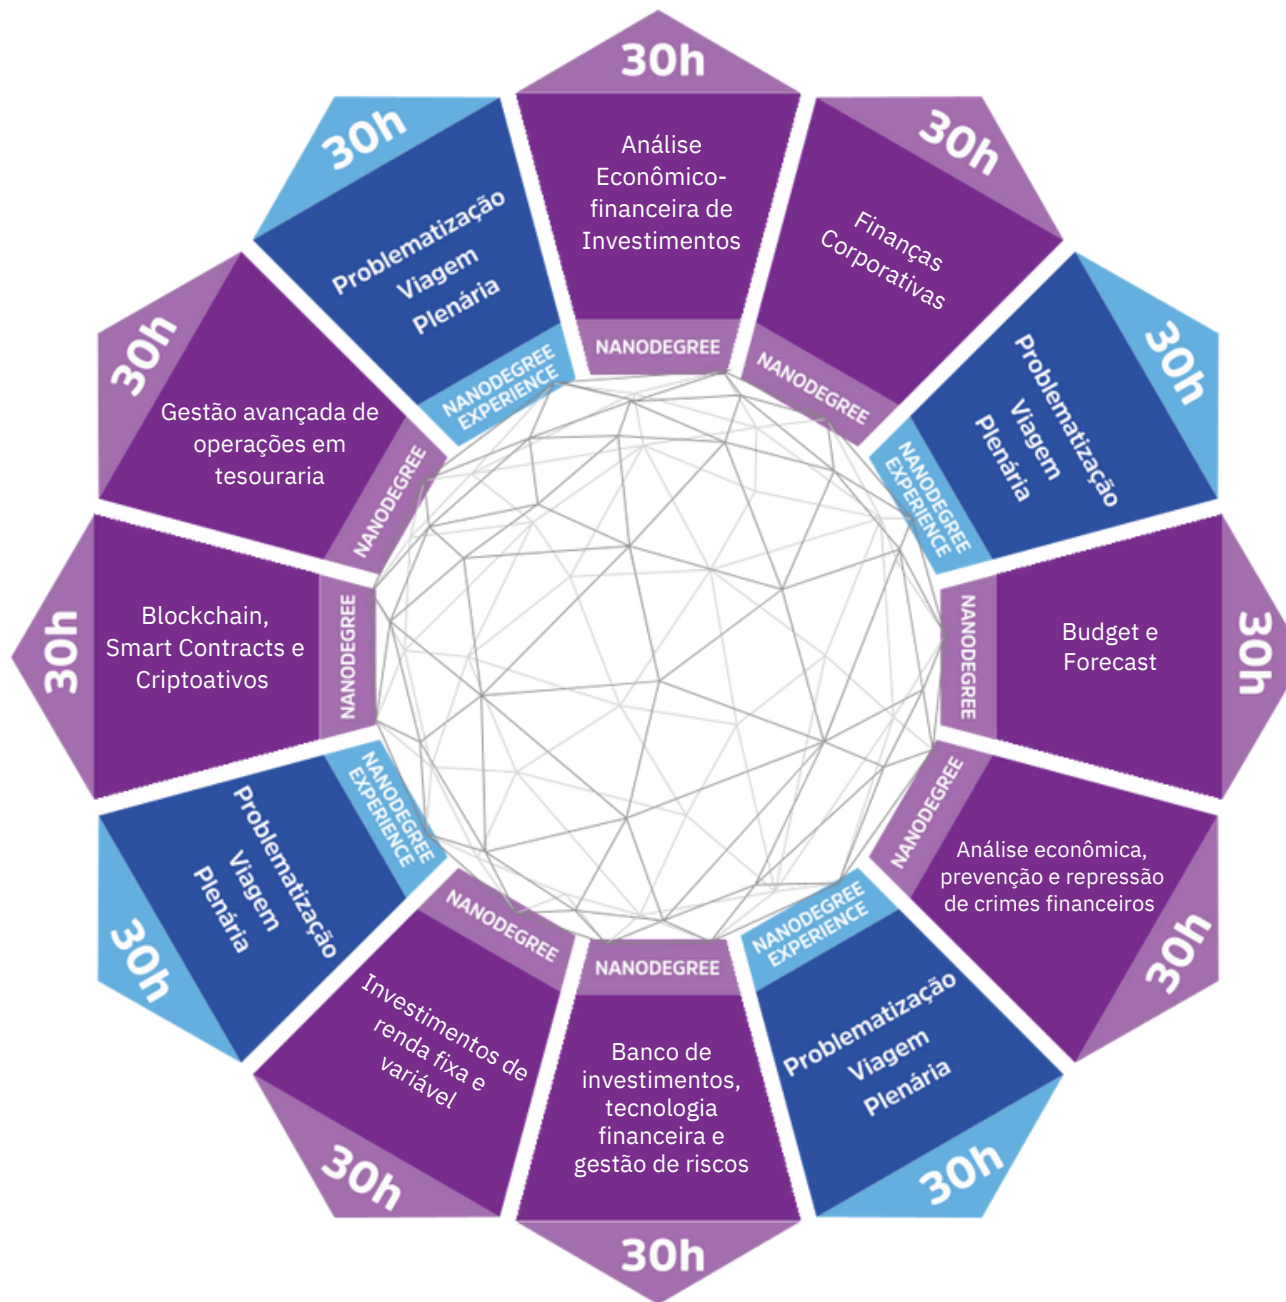 30h
Análise
Econômico-
financeira de
Investimentos
NANODEGREE
30h
Finanças
Corporativas
NANODEGREE
30h
Problematização
Viagem
Plenária
NANODEGREE
EXPERIENCE
30h
Budget e
Forecast
NANODEGREE
30h
Análise econômica,
prevenção e repressão
de crimes financeiros
NANODEGREE
30h
Problematização
Viagem
Plenária
NANODEGREE
EXPERIENCE
30h
Banco de
investimentos,
tecnologia
financeira e
gestão de riscos
NANODEGREE
30h
Investimentos de
renda fixa e
variável
NANODEGREE
30h
Problematização
Viagem
Plenária
NANODEGREE
EXPERIENCE
30h
Blockchain,
Smart Contracts e
Criptoativos
NANODEGREE
30h
Gestão avançada de
operações em
tesouraria
NANODEGREE
30h
Problematização
Viagem
Plenária
NANODEGREE
EXPERIENCE